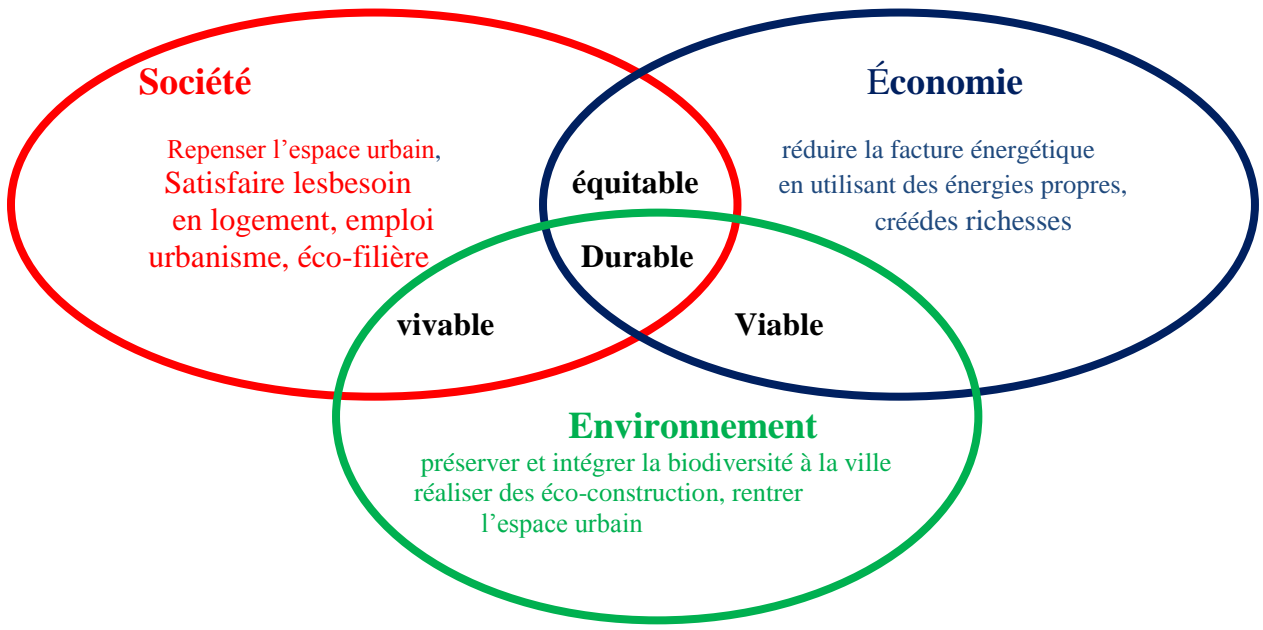 Société
Repenser l’espace urbain,
Satisfaire lesbesoin
en logement, emploi
urbanisme, éco-filière
Économie
réduire la facture énergétique
en utilisant des énergies propres,
créédes richesses
équitable
Durable
vivable
Viable
Environnement
préserver et intégrer la biodiversité à la ville
réaliser des éco-construction, rentrer
l’espace urbain